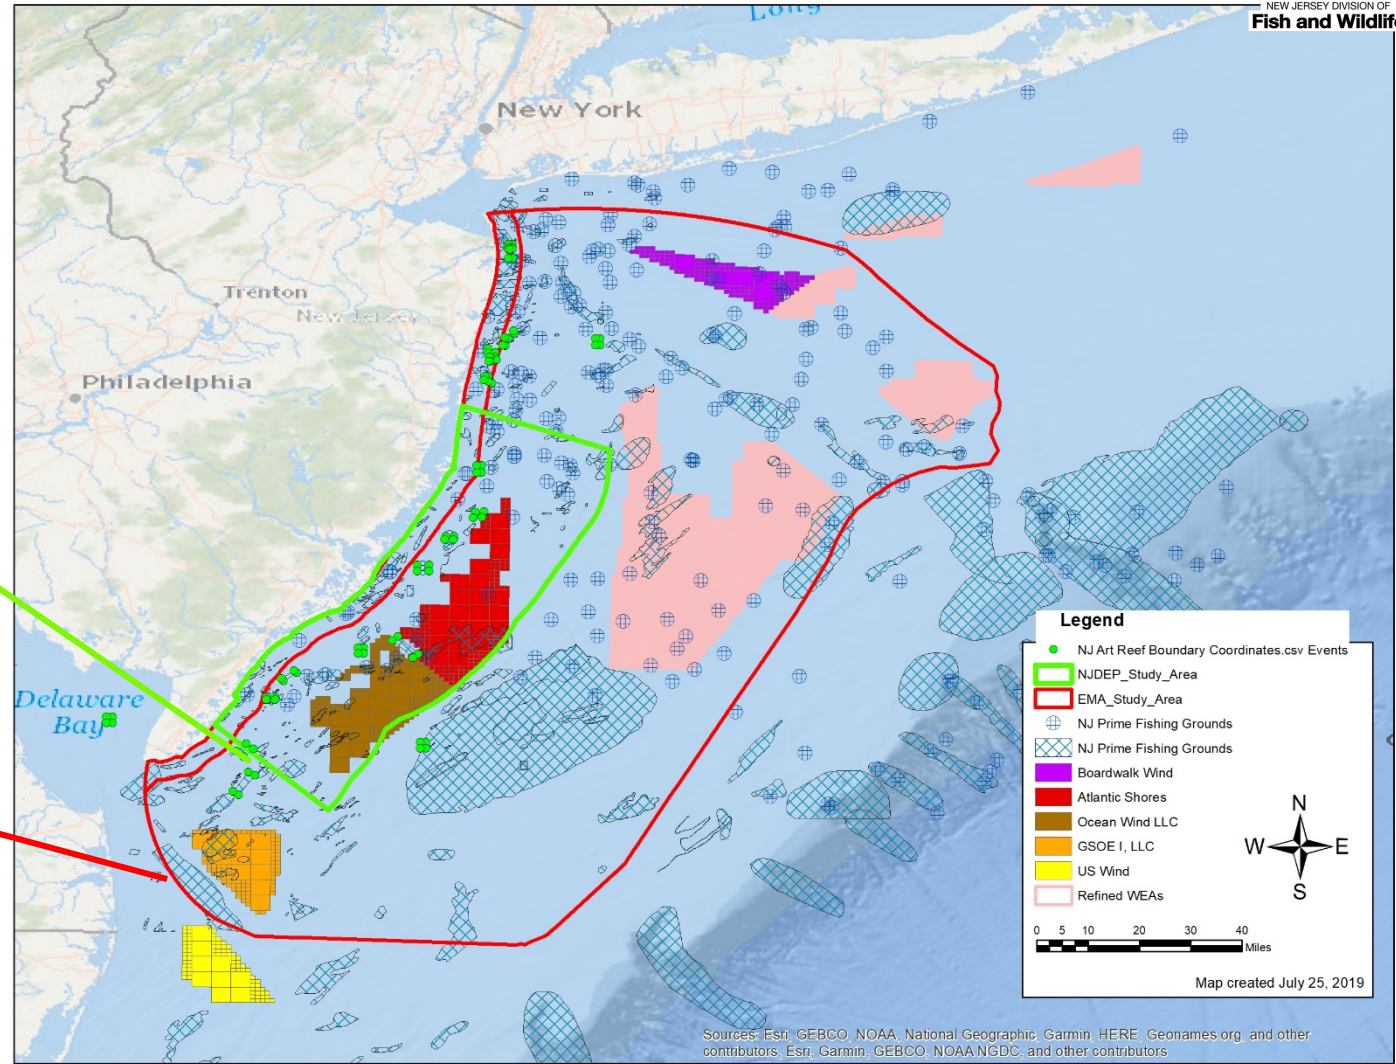 NEW JERSEY DIVISION OF
Fish and Wildlif
Long
New York
Trenton
New Jersey
Philadelphia
Delaware
Bay
Legend
NJ Art Reef Boundary Coordinates.csv Events
NJDEP_Study_Area
EMA_Study_Area
NJ Prime Fishing Grounds
NJ Prime Fishing Grounds
Boardwalk Wind
Atlantic Shores
Ocean Wind LLC
GSOE I, LLC
US Wind
Refined WEAs
N
W E
S
0 5 10 20 30 40
Miles
Map created July 25, 2019
Sources: Esri, GEBCO, NOAA, National Geographic, Garmin, HERE, Geonames.org, and other
contributors, Esri, Garmin, GEBCO, NOAA NGDC, and other contributors